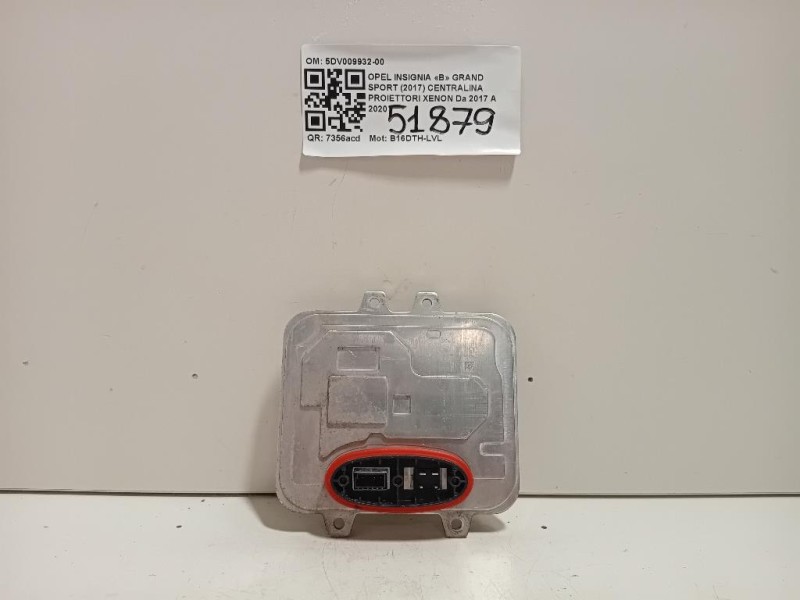 OM: 5DV009932-00
OPEL INSIGNIA «B» GRAND
SPORT (2017) CENTRALINA
PROIETTORI XENON Da 2017 A
2020
51879
QR: 7356acd Mot: B16DTH-LVL